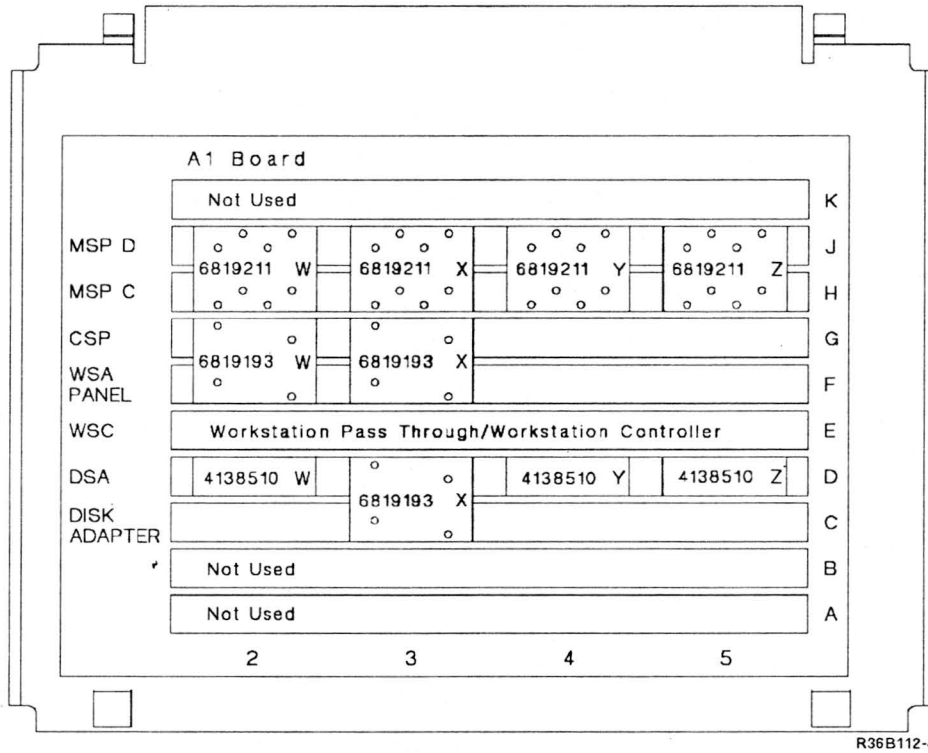 A1 Board
Not Used K
MSP D J
6819211 W 6819211 X 6819211 Y 6819211 Z
MSP C H
CSP G
6819193 W 6819193 X
WSA
PANEL F
WSC Workstation Pass Through/Workstation Controller E
DSA 4138510 W 4138510 Y 4138510 Z D
6819193 X
DISK
ADAPTER C
Not Used B
Not Used A
2 3 4 5
R36B112-